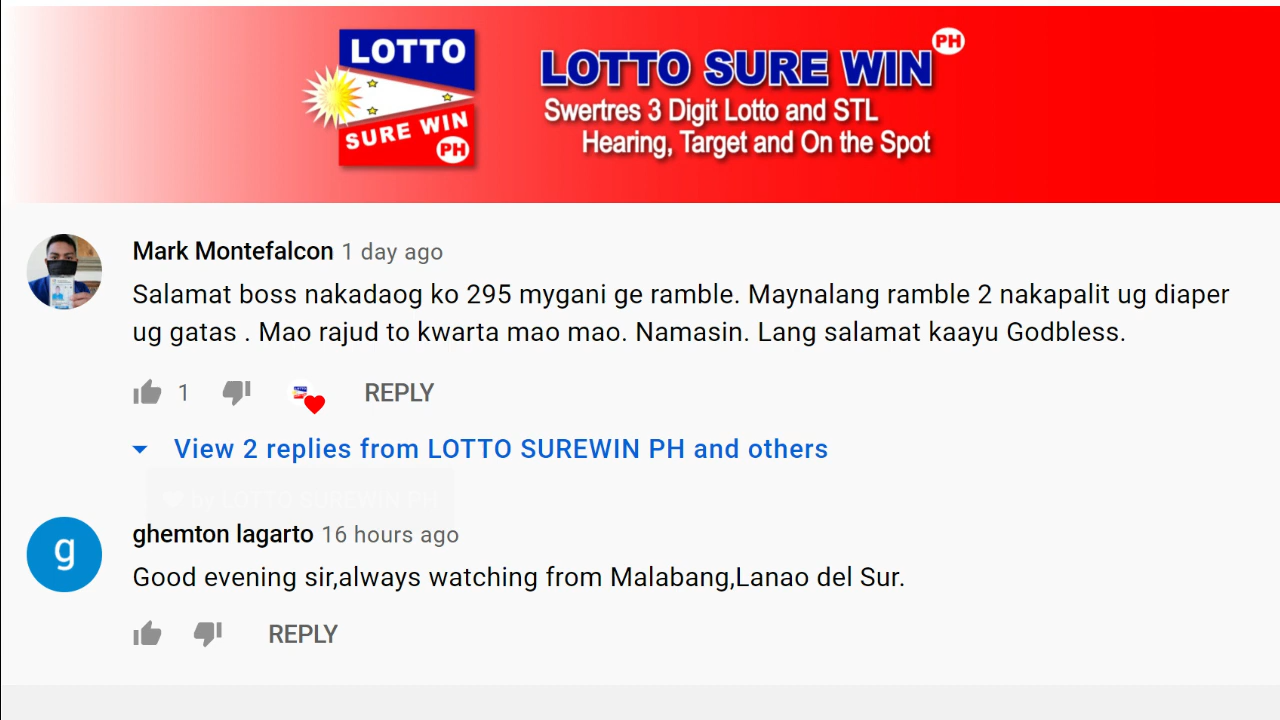 LOTTO
SURE WIN
PH
LOTTO SURE WIN PH
Swertres 3 Digit Lotto and STL
Hearing, Target and On the Spot
Mark Montefalcon 1 day ago
Salamat boss nakadaog ko 295 mygani ge ramble. Maynalang ramble 2 nakapalit ug diaper
ug gatas . Mao rajud to kwarta mao mao. Namasin. Lang salamat kaayu Godbless.
1 REPLY
View 2 replies from LOTTO SUREWIN PH and others
❤ by LOTTO SUREWIN PH
g
ghemton lagarto 16 hours ago
Good evening sir,always watching from Malabang,Lanao del Sur.
REPLY